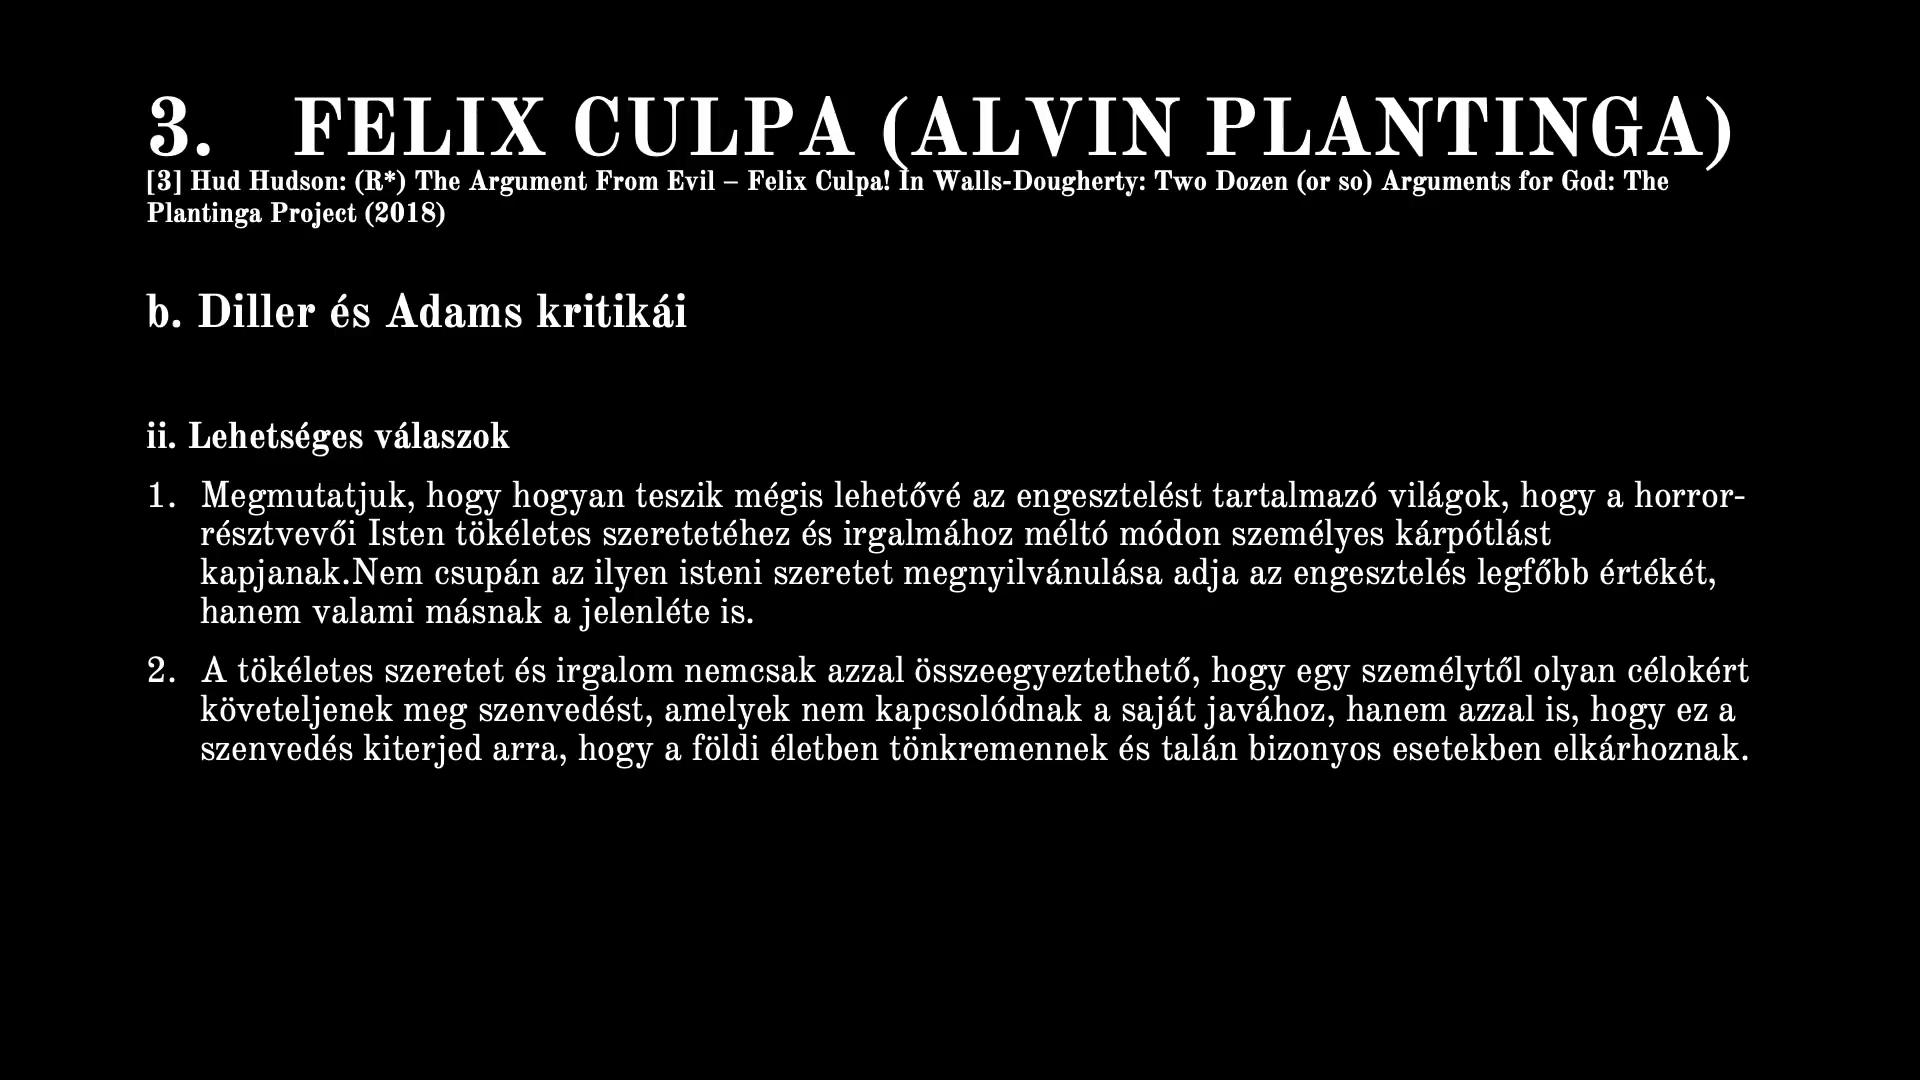 3. FELIX CULPA (ALVIN PLANTINGA)
[3] Hud Hudson: (R*) The Argument From Evil – Felix Culpa! In Walls-Dougherty: Two Dozen (or so) Arguments for God: The
Plantinga Project (2018)
b. Diller és Adams kritikái
ii. Lehetséges válaszok
1. Megmutatjuk, hogy hogyan teszik mégis lehetővé az engesztelést tartalmazó világok, hogy a horror-
résztvevői Isten tökéletes szeretetéhez és irgalmához méltó módon személyes kárpótlást
kapjanak.Nem csupán az ilyen isteni szeretet megnyilvánulása adja az engesztelés legfőbb értékét,
hanem valami másnak a jelenléte is.
2. A tökéletes szeretet és irgalom nemcsak azzal összeegyeztethető, hogy egy személytől olyan célokért
követeljenek meg szenvedést, amelyek nem kapcsolódnak a saját javához, hanem azzal is, hogy ez a
szenvedés kiterjed arra, hogy a földi életben tönkremennek és talán bizonyos esetekben elkárhoznak.